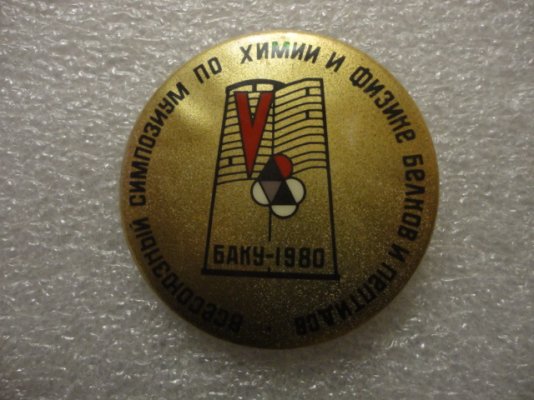 ВСЕСОЮЗНЫЙ СИМПОЗИУМ ПО ХИМИИ И ФИЗИКЕ БЕЛКОВ И ПЕПТИДОВ
V
БАКУ-1980